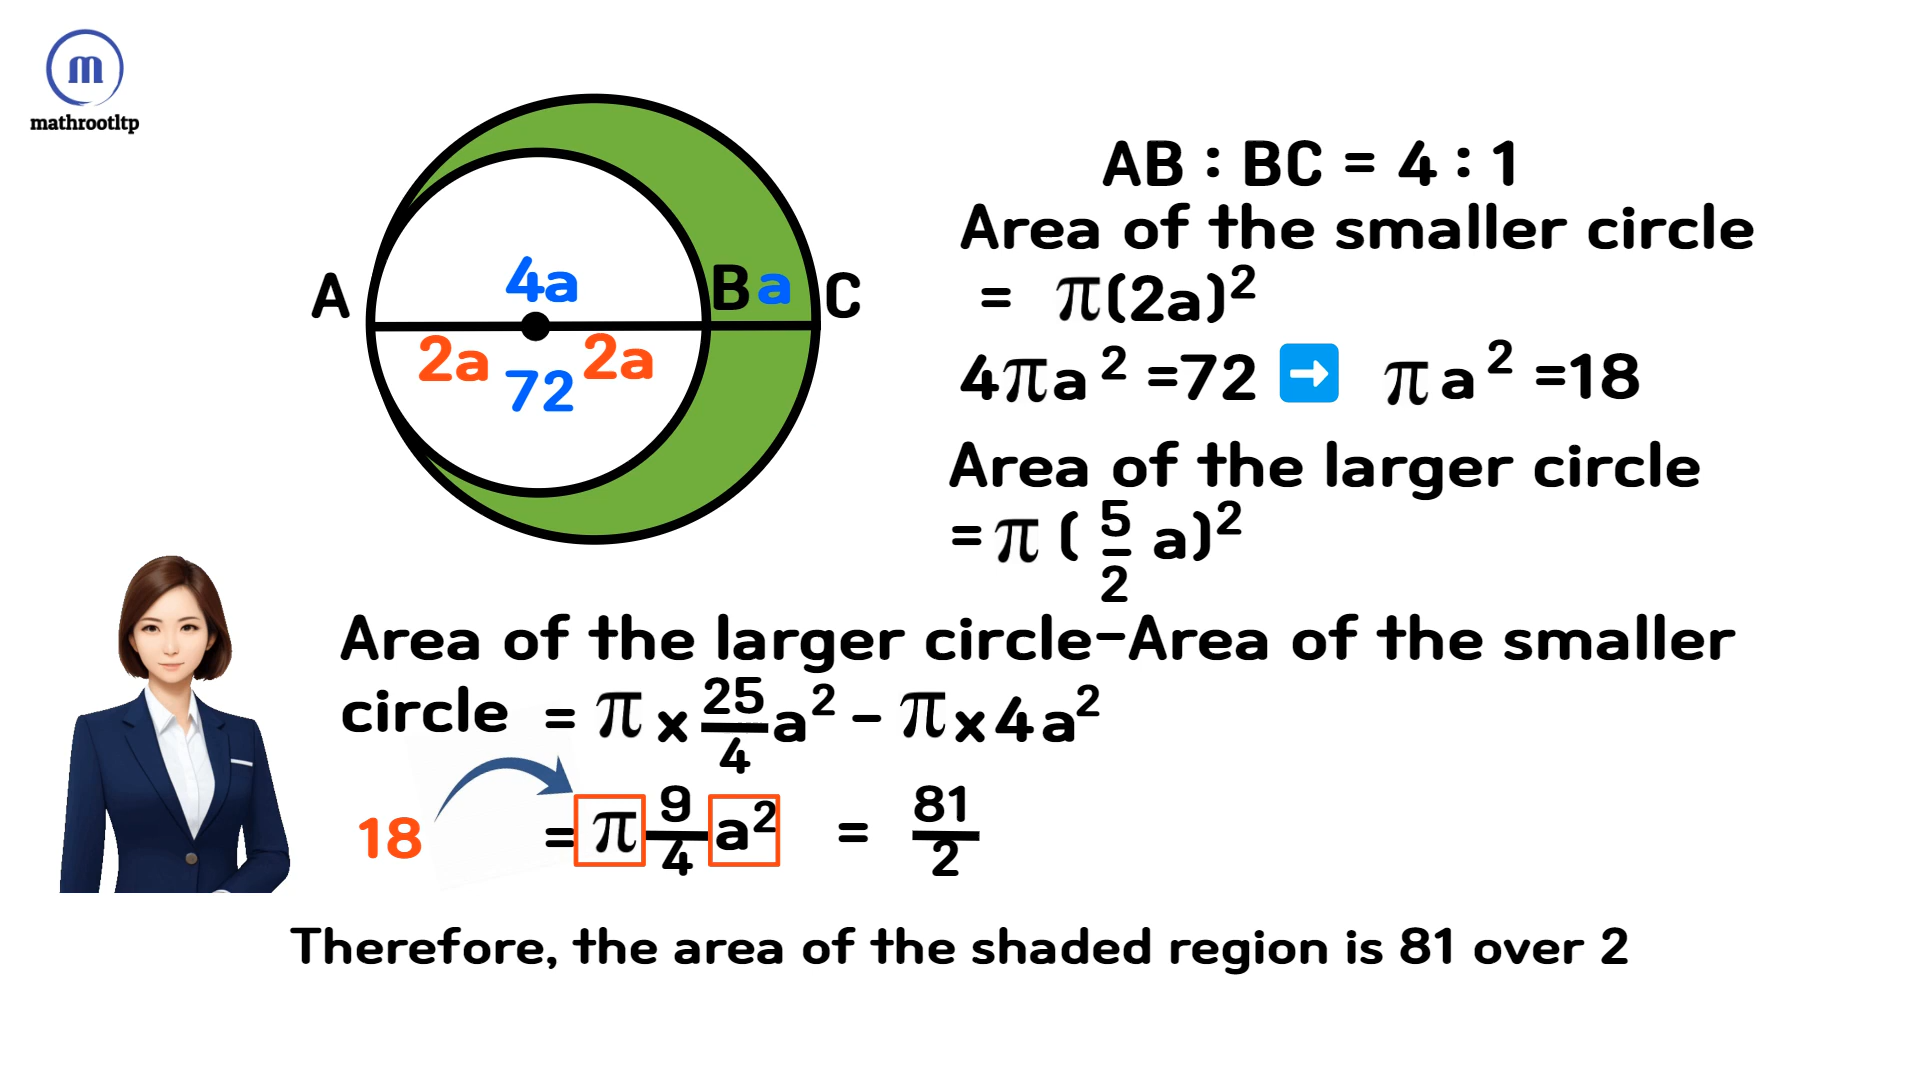 m
mathrootltp
A 4a B a C
2a 72 2a
AB : BC = 4 : 1
Area of the smaller circle
= π(2a)²
4πa² =72 ➡ πa² =18
Area of the larger circle
=π ( 5/2 a)²
Area of the larger circle-Area of the smaller
circle = π x 25/4 a² - π x 4a²
18 = π 9/4 a² = 81/2
Therefore, the area of the shaded region is 81 over 2